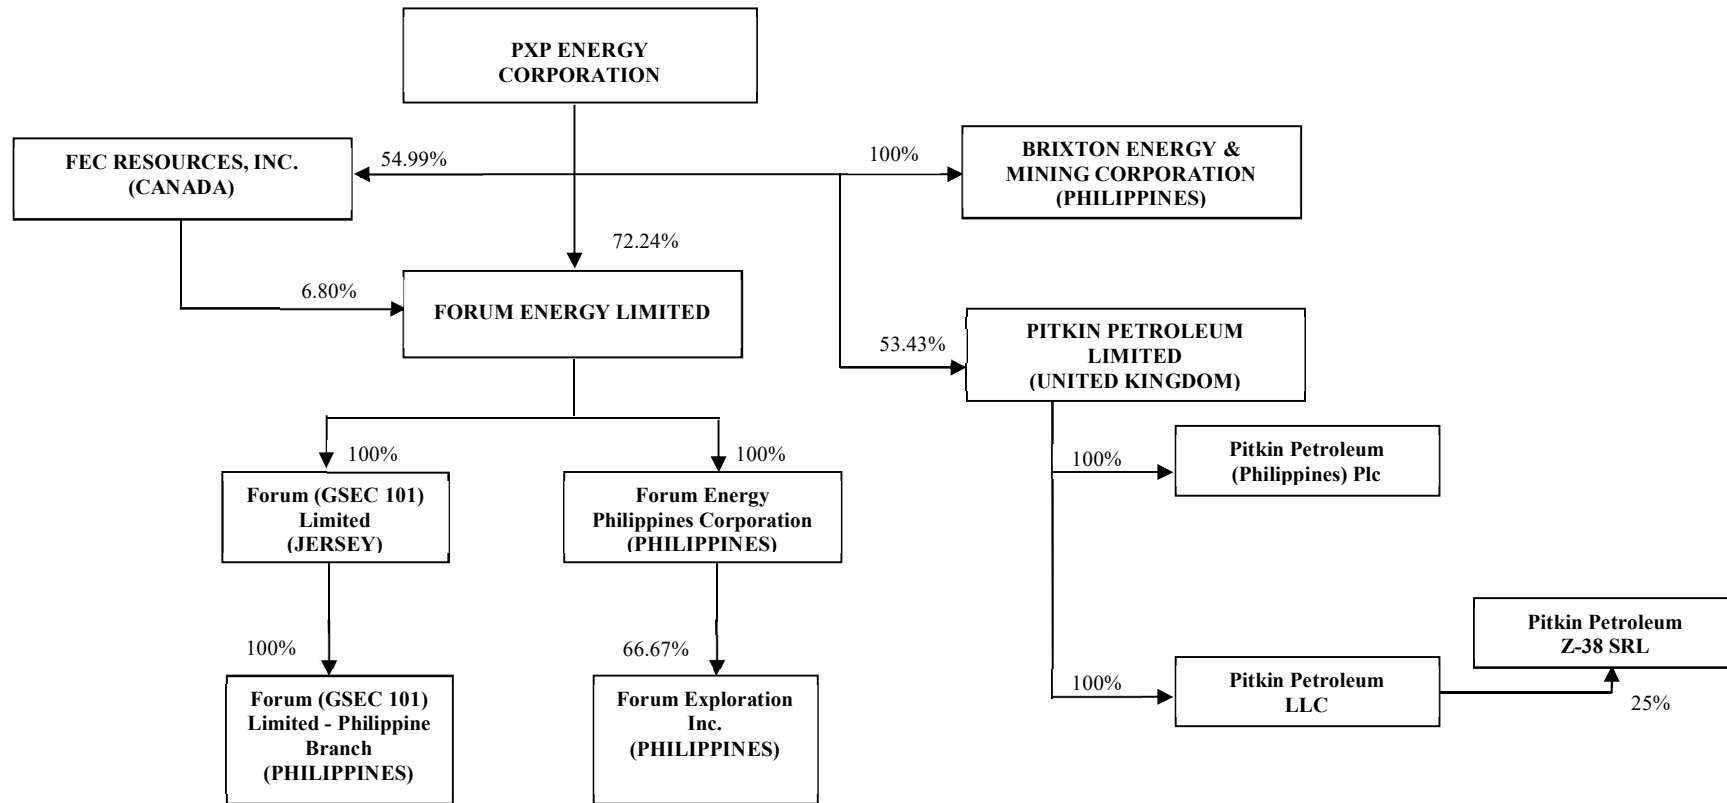 PXP ENERGY
CORPORATION
FEC RESOURCES, INC.
(CANADA)
54.99%
100%
BRIXTON ENERGY &
MINING CORPORATION
(PHILIPPINES)
72.24%
6.80%
FORUM ENERGY LIMITED
53.43%
PITKIN PETROLEUM
LIMITED
(UNITED KINGDOM)
100%
100%
Forum (GSEC 101)
Limited
(JERSEY)
Forum Energy
Philippines Corporation
(PHILIPPINES)
100%
Pitkin Petroleum
(Philippines) Plc
100%
66.67%
Forum (GSEC 101)
Limited - Philippine
Branch
(PHILIPPINES)
Forum Exploration
Inc.
(PHILIPPINES)
100%
Pitkin Petroleum
LLC
Pitkin Petroleum
Z-38 SRL
25%